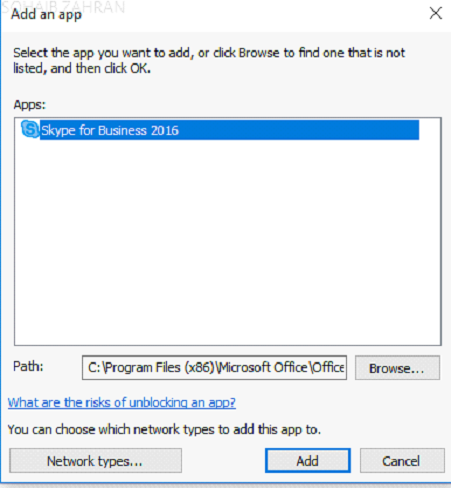 SOHAIB ZAHRAN
Add an app
Select the app you want to add, or click Browse to find one that is not
listed, and then click OK.
Apps:
Skype for Business 2016
Path:
C:\Program Files (x86)\Microsoft Office\Office
Browse...
What are the risks of unblocking an app?
You can choose which network types to add this app to.
Network types...
Add
Cancel